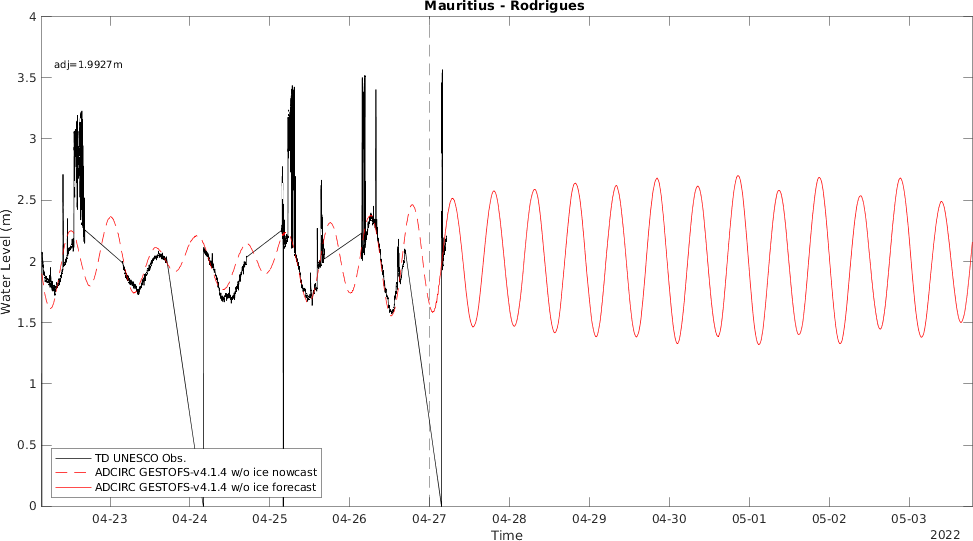 Mauritius - Rodrigues
adj=1.9927m
Water Level (m)
4
3.5
3
2.5
2
1.5
1
0.5
0
TD UNESCO Obs.
ADCIRC GESTOFS-v4.1.4 w/o ice nowcast
ADCIRC GESTOFS-v4.1.4 w/o ice forecast
04-23 04-24 04-25 04-26 04-27 04-28 04-29 04-30 05-01 05-02 05-03
Time
2022